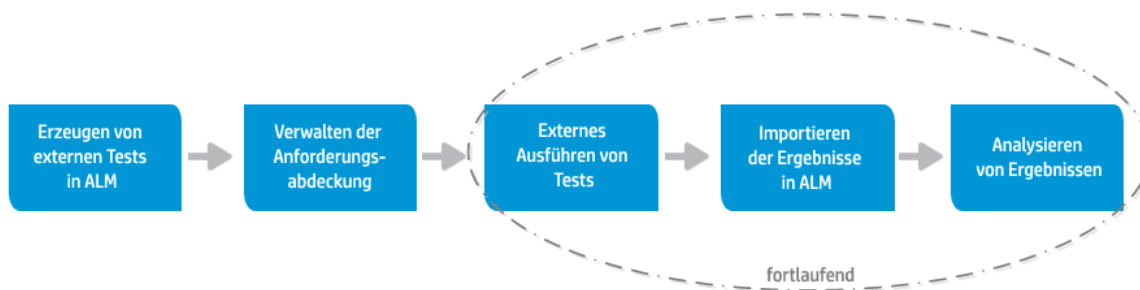 Erzeugen von
externen Tests
in ALM
Verwalten der
Anforderungs-
abdeckung
Externes
Ausführen von
Tests
Importieren
der Ergebnisse
in ALM
Analysieren
von Ergebnissen
fortlaufend